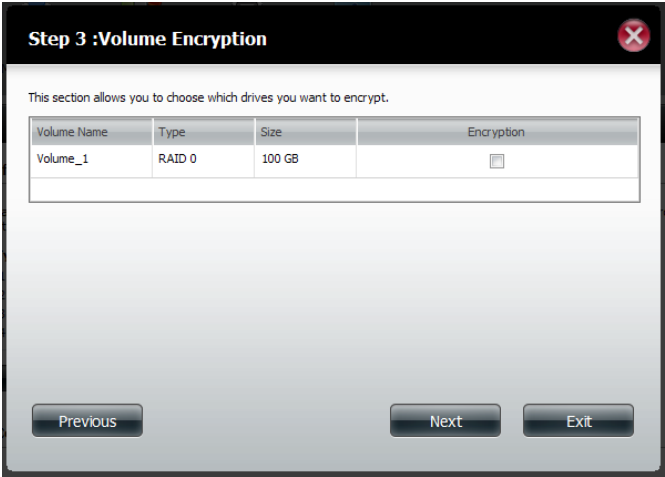 Step 3 :Volume Encryption
This section allows you to choose which drives you want to encrypt.
Volume Name Type Size Encryption
Volume_1 RAID 0 100 GB
Previous Next Exit